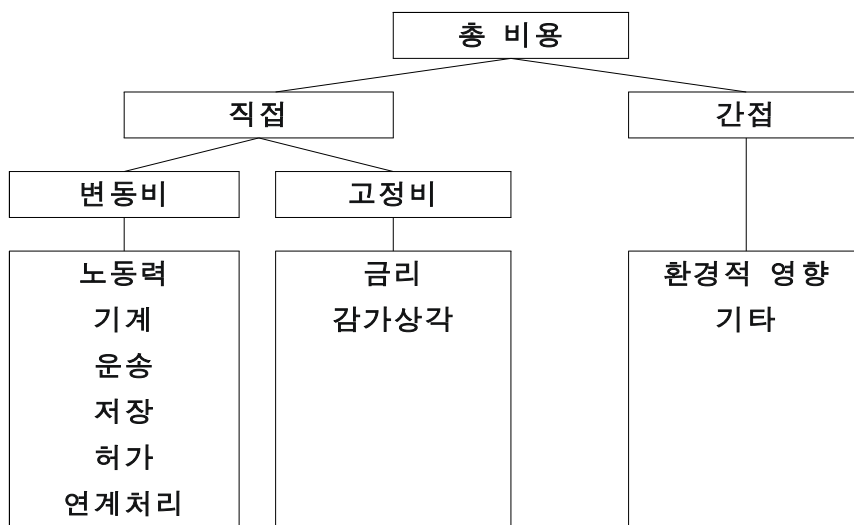 총 비용
직접
간접
변동비
고정비
노동력
기계
운송
저장
허가
연계처리
금리
감가상각
환경적 영향
기타